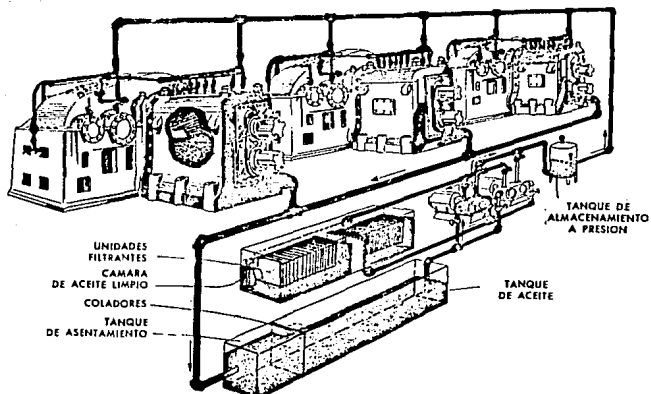 TANQUE DE
ALMACENAMIENTO
A PRESION
UNIDADES
FILTRANTES
CAMARA
DE ACEITE LIMPIO
COLADORES
TANQUE
DE ASENTAMIENTO
TANQUE
DE ACEITE